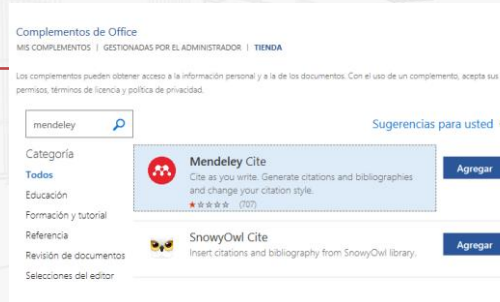 Complementos de Office
MIS COMPLEMENTOS | GESTIONADAS POR EL ADMINISTRADOR | TIENDA
Los complementos pueden obtener acceso a la información personal y a la de los documentos. Con el uso de un complemento, acepta sus
permisos, términos de licencia y política de privacidad.
mendeley
Sugerencias para usted
Categoría
Todos
Educación
Formación y tutorial
Referencia
Revisión de documentos
Selecciones del editor
Mendeley Cite
Cite as you write. Generate citations and bibliographies
and change your citation style.
(707)
Agregar
SnowyOwl Cite
Insert citations and bibliography from SnowyOwl library.
Agregar